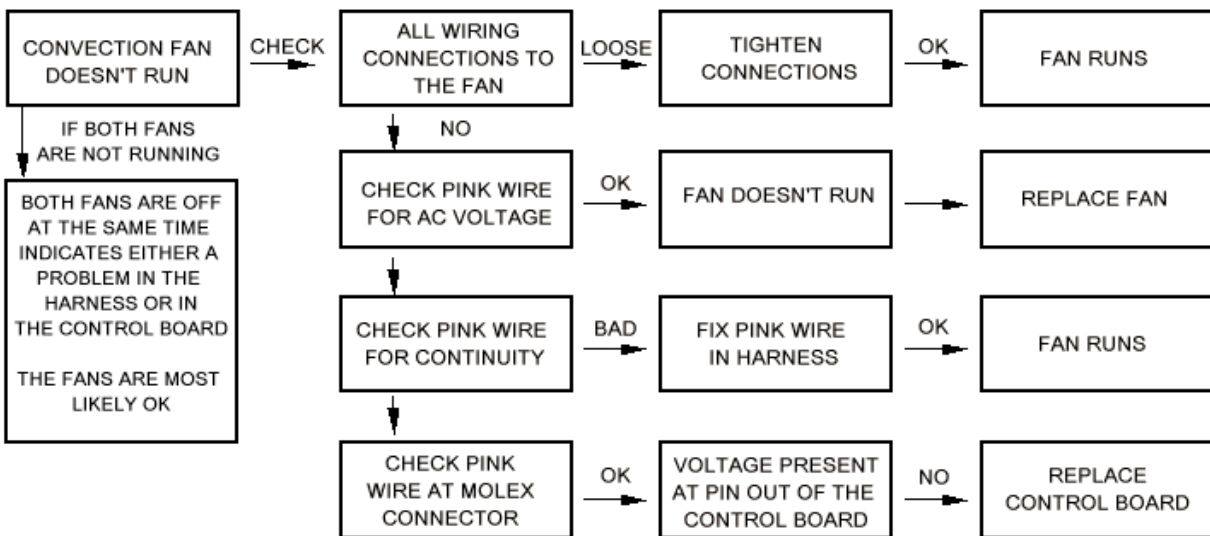 CONVECTION FAN
DOESN'T RUN
CHECK
ALL WIRING
CONNECTIONS TO
THE FAN
LOOSE
TIGHTEN
CONNECTIONS
OK
FAN RUNS
IF BOTH FANS
ARE NOT RUNNING
BOTH FANS ARE OFF
AT THE SAME TIME
INDICATES EITHER A
PROBLEM IN THE
HARNESS OR IN
THE CONTROL BOARD
THE FANS ARE MOST
LIKELY OK
NO
CHECK PINK WIRE
FOR AC VOLTAGE
OK
FAN DOESN'T RUN
REPLACE FAN
CHECK PINK WIRE
FOR CONTINUITY
BAD
FIX PINK WIRE
IN HARNESS
OK
FAN RUNS
CHECK PINK
WIRE AT MOLEX
CONNECTOR
OK
VOLTAGE PRESENT
AT PIN OUT OF THE
CONTROL BOARD
NO
REPLACE
CONTROL BOARD